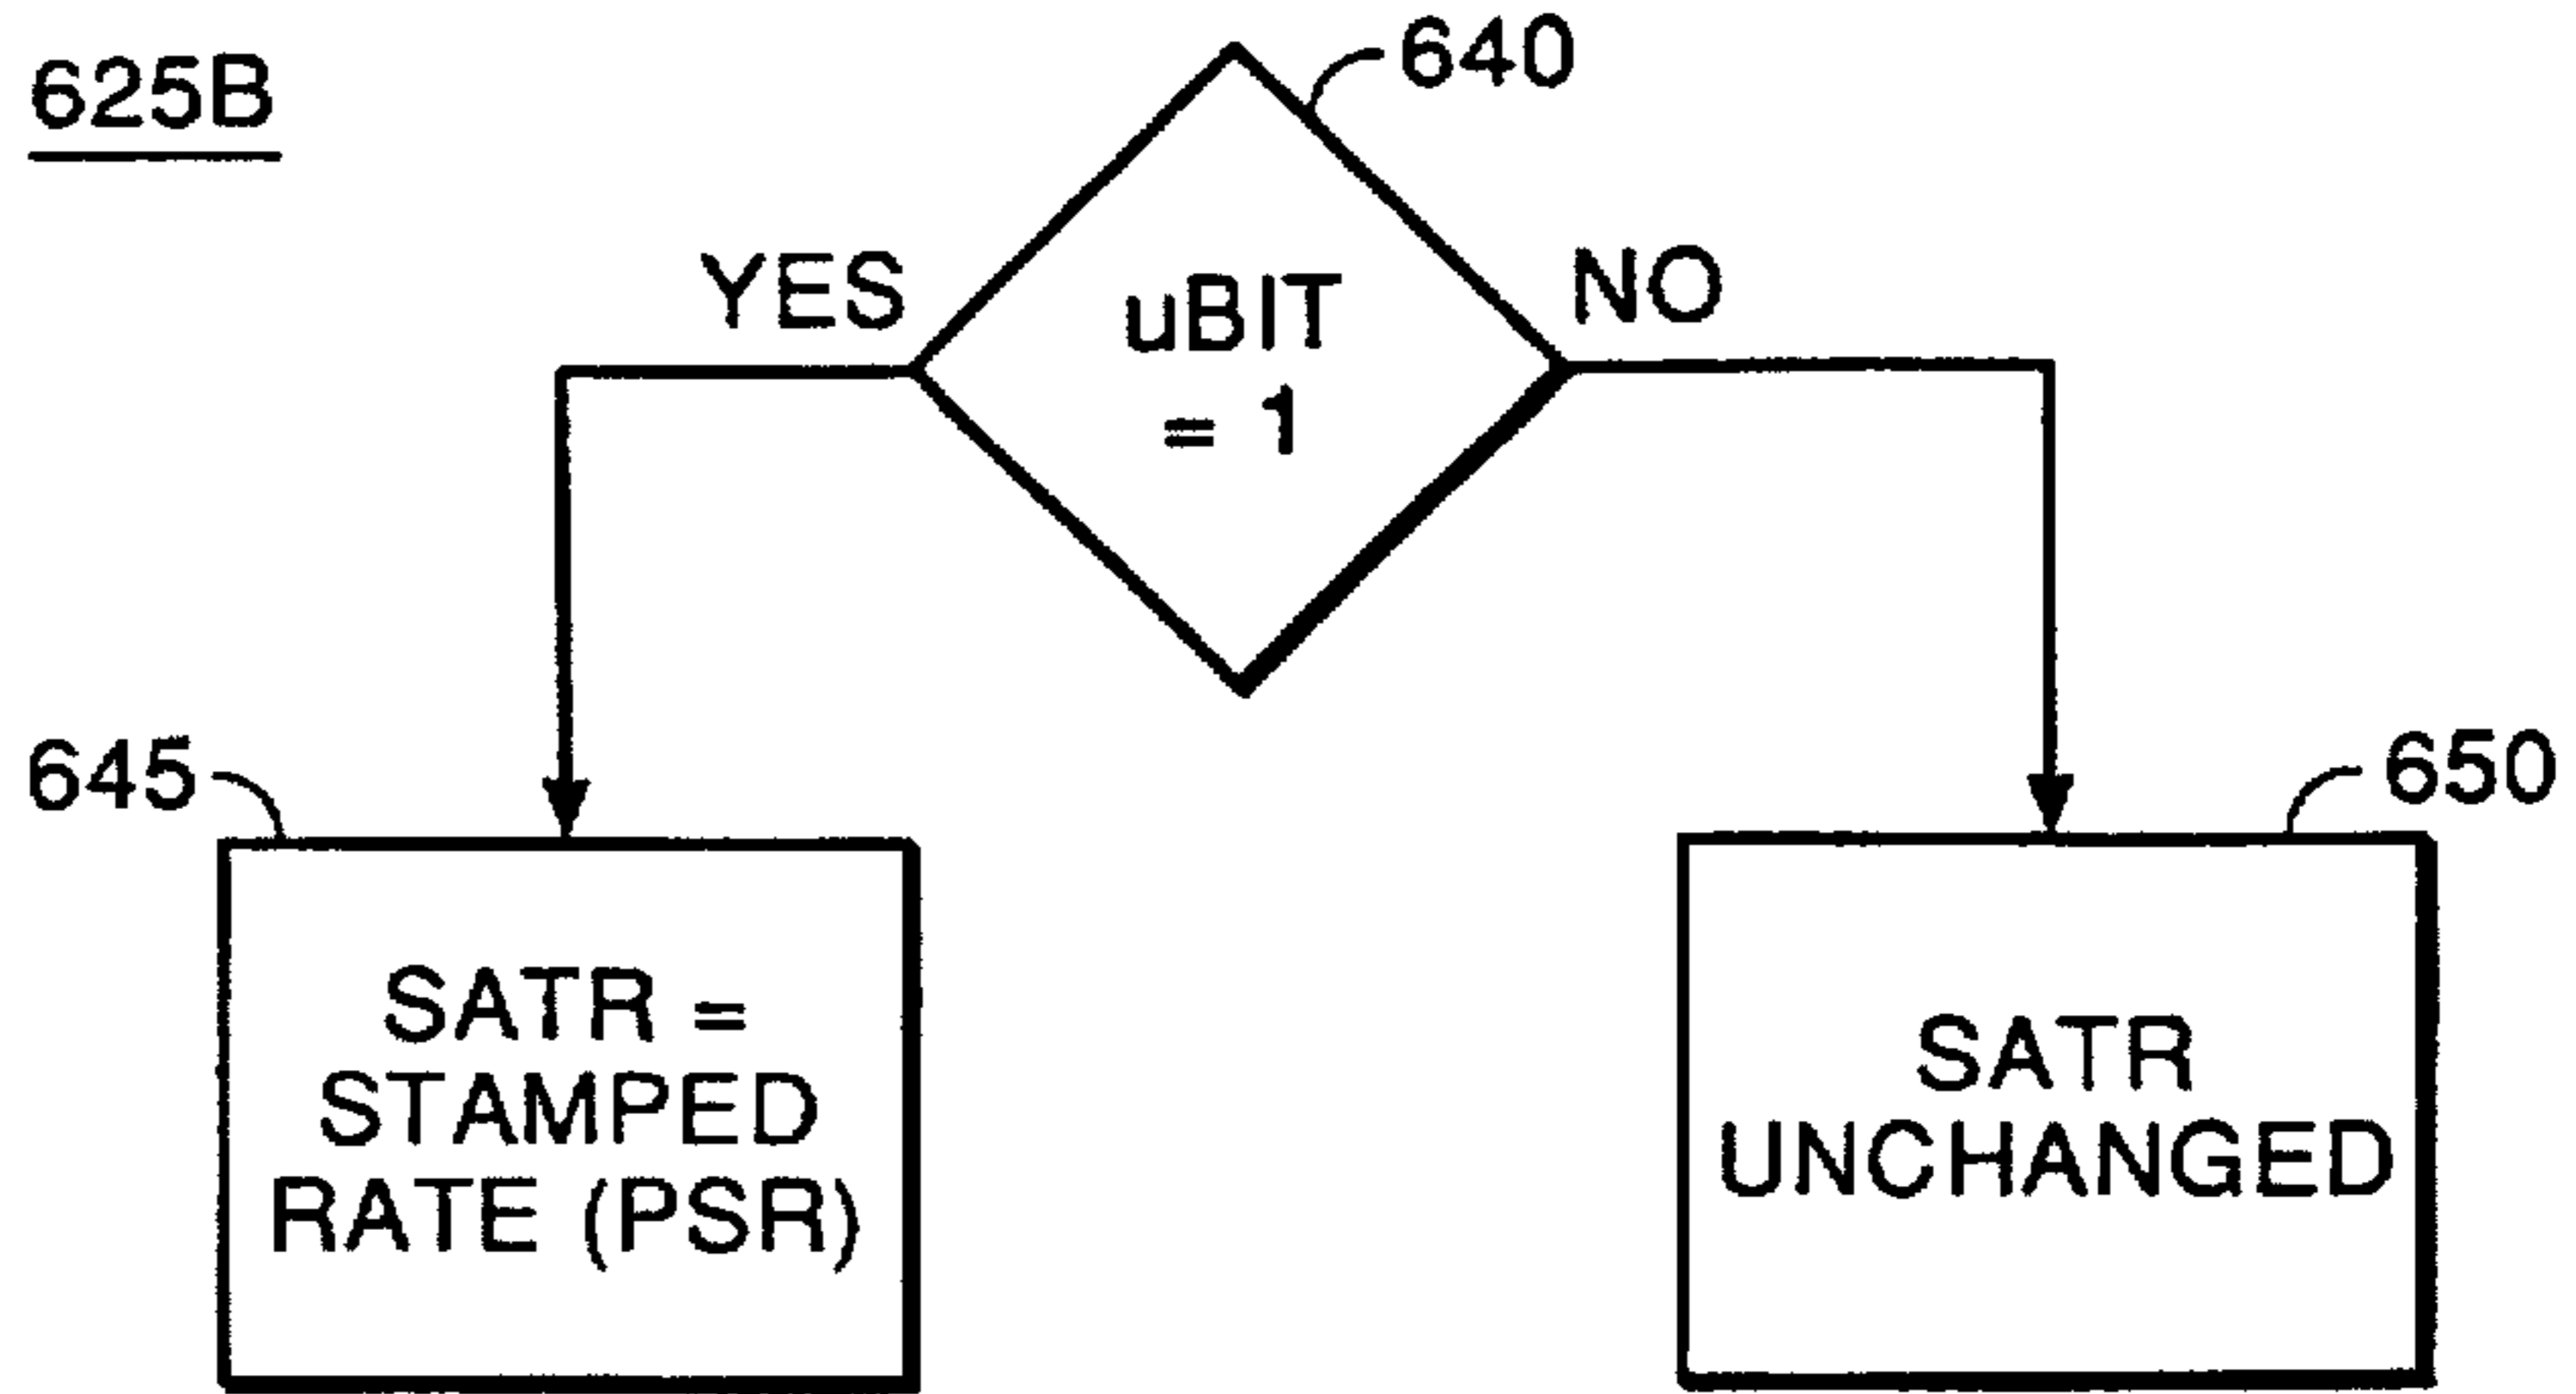 625B
640
YES
uBIT
= 1
NO
645
650
SATR =
STAMPED
RATE (PSR)
SATR
UNCHANGED